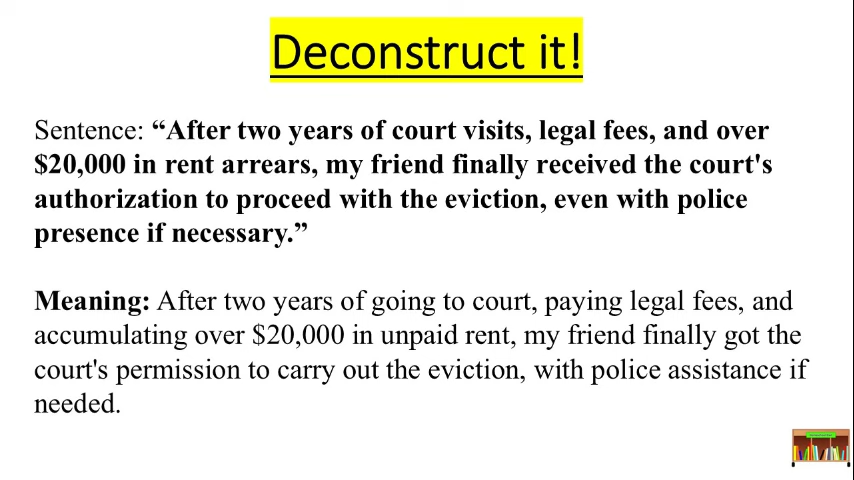 Deconstruct it!
Sentence: “After two years of court visits, legal fees, and over
$20,000 in rent arrears, my friend finally received the court's
authorization to proceed with the eviction, even with police
presence if necessary.”
Meaning: After two years of going to court, paying legal fees, and
accumulating over $20,000 in unpaid rent, my friend finally got the
court's permission to carry out the eviction, with police assistance if
needed.